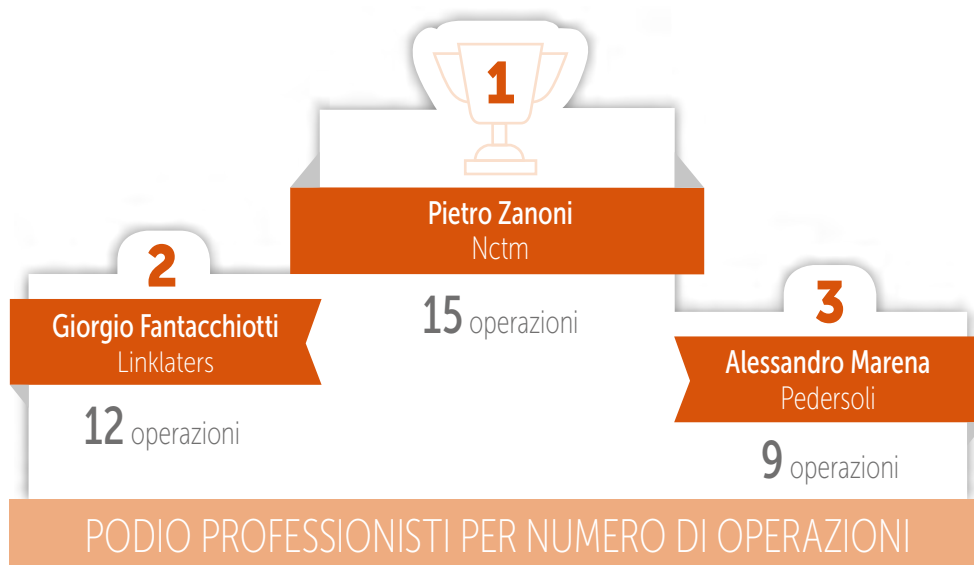 1
Pietro Zanoni
Nctm
15 operazioni
2
Giorgio Fantacchiotti
Linklaters
12 operazioni
3
Alessandro Marena
Pedersoli
9 operazioni
PODIO PROFESSIONISTI PER NUMERO DI OPERAZIONI